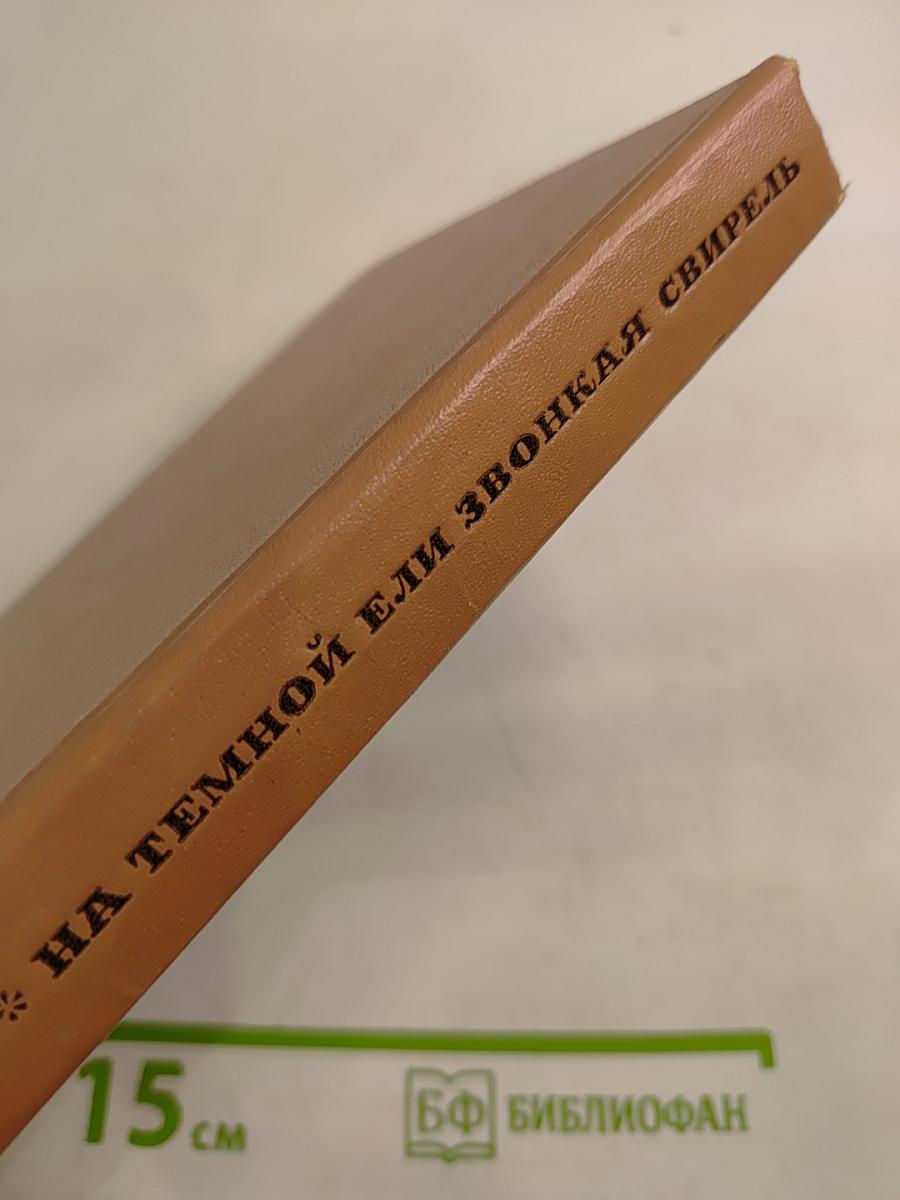 * НА ТЕМНОЙ ЕЛИ ЗВОНКАЯ СВИРЕЛЬ
15 см
БФ БИБЛИОФАН